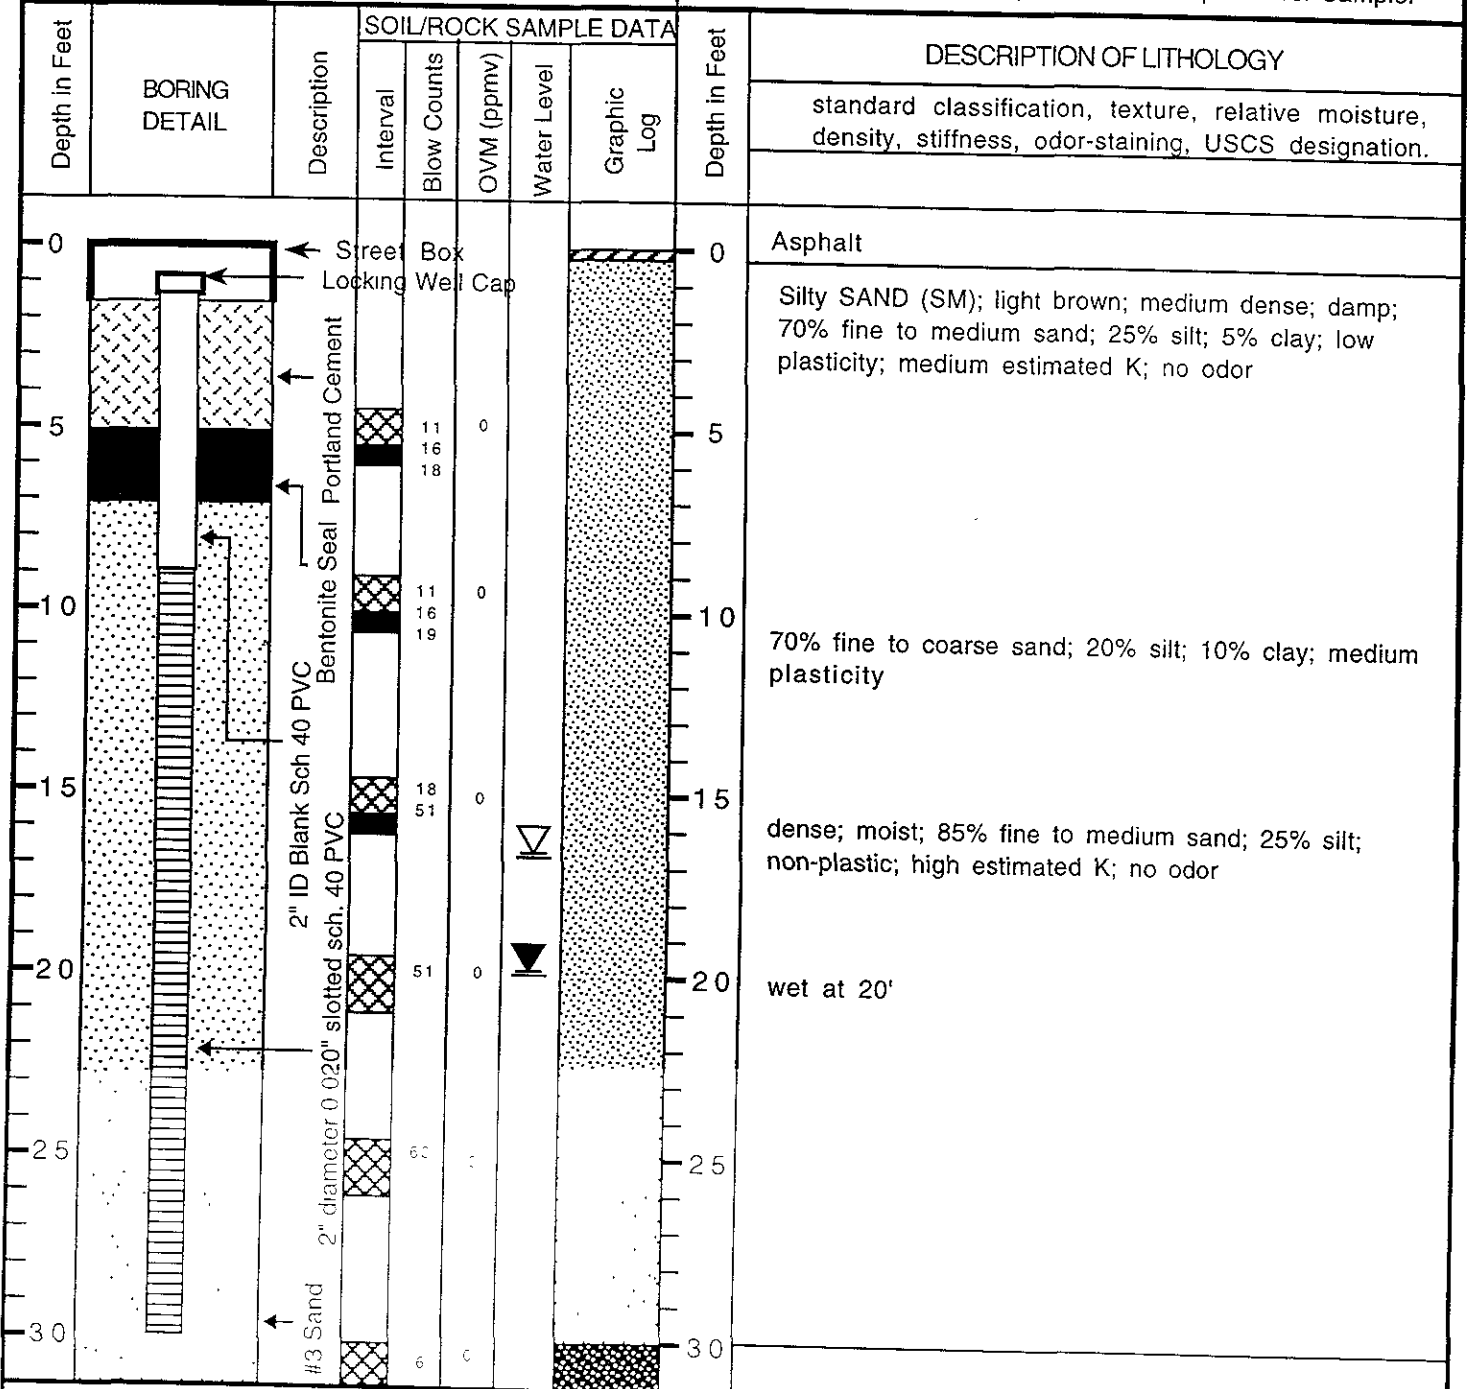 Sample.
SOIL/ROCK SAMPLE DATA
Depth in Feet
BORING
DETAIL
Description
Interval
Blow Counts
OVM (ppmv)
Water Level
Graphic
Log
Depth in Feet
DESCRIPTION OF LITHOLOGY
standard classification, texture, relative moisture,
density, stiffness, odor-staining, USCS designation.
0
Street Box
Locking Well Cap
0
Asphalt
Silty SAND (SM); light brown; medium dense; damp;
70% fine to medium sand; 25% silt; 5% clay; low
plasticity; medium estimated K; no odor
Portland Cement
5
11 0
16
18
5
Bentonite Seal
10
11 0
16
19
10
70% fine to coarse sand; 20% silt; 10% clay; medium
plasticity
2" ID Blank Sch 40 PVC
15
18 0
51
15
dense; moist; 85% fine to medium sand; 25% silt;
non-plastic; high estimated K; no odor
20
51 0
20
wet at 20'
2" diameter 0 020" slotted sch. 40 PVC
25
25
#3 Sand
30
30